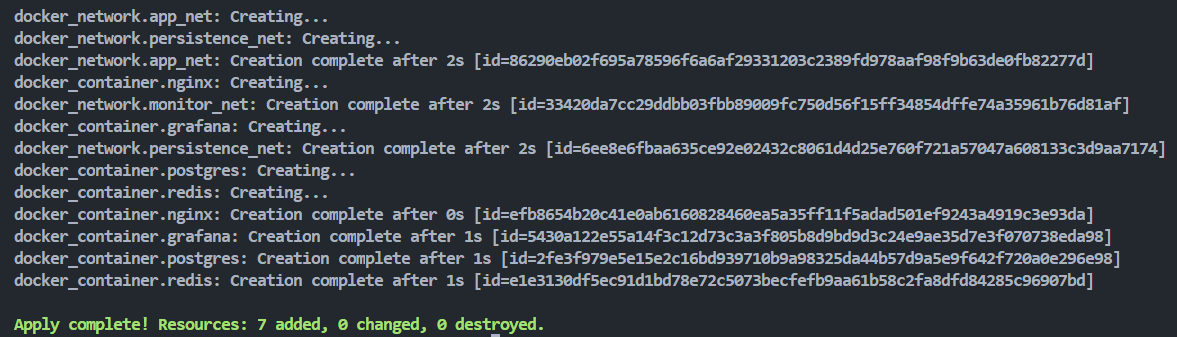 docker_network.app_net: Creating...
docker_network.persistence_net: Creating...
docker_network.app_net: Creation complete after 2s [id=86290eb02f695a78596f6a6af29331203c2389fd978aaf98f9b63de0fb82277d]
docker_container.nginx: Creating...
docker_network.monitor_net: Creation complete after 2s [id=33420da7cc29ddbb03fbb89009fc750d56f15ff34854dffe74a35961b76d81af]
docker_container.grafana: Creating...
docker_network.persistence_net: Creation complete after 2s [id=6ee8e6fbaa635ce92e02432c8061d4d25e760f721a57047a608133c3d9aa7174]
docker_container.postgres: Creating...
docker_container.redis: Creating...
docker_container.nginx: Creation complete after 0s [id=efb8654b20c41e0ab6160828460ea5a35ff11f5adad501ef9243a4919c3e93da]
docker_container.grafana: Creation complete after 1s [id=5430a122e55a14f3c12d73c3a3f805b8d9bd9d3c24e9ae35d7e3f070738eda98]
docker_container.postgres: Creation complete after 1s [id=2fe3f979e5e15e2c16bd939710b9a98325da44b57d9a5e9f642f720a0e296e98]
docker_container.redis: Creation complete after 1s [id=e1e3130df5ec91d1bd78e72c5073becfefb9aa61b58c2fa8dfd84285c96907bd]
Apply complete! Resources: 7 added, 0 changed, 0 destroyed.